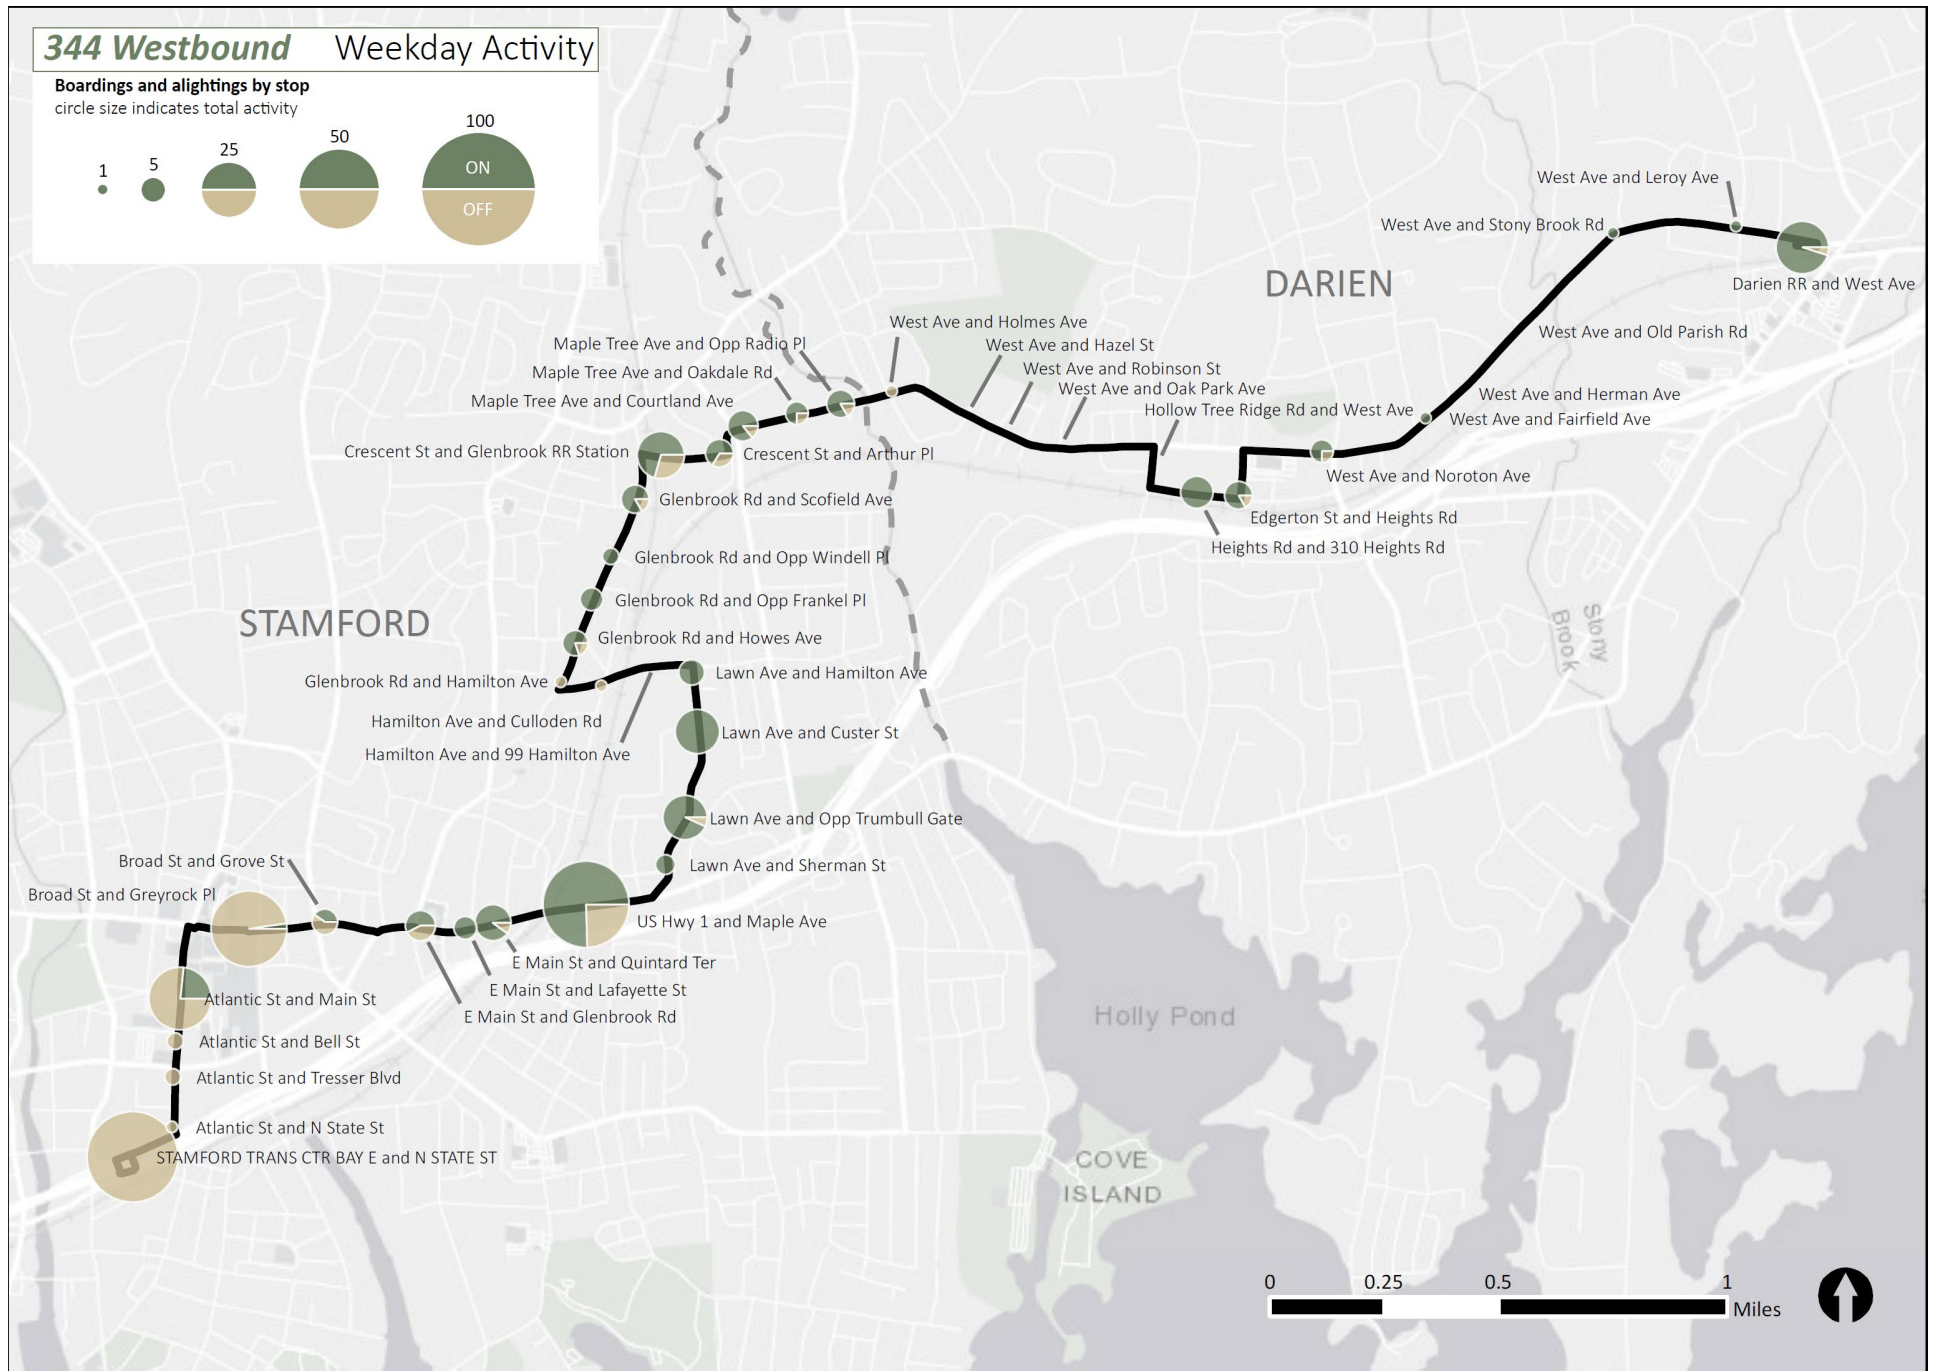 344 Westbound Weekday Activity
Boardings and alightings by stop
circle size indicates total activity
1
5
25
50
100
ON
OFF
West Ave and Leroy Ave
West Ave and Stony Brook Rd
DARIEN
Darien RR and West Ave
West Ave and Old Parish Rd
West Ave and Holmes Ave
Maple Tree Ave and Opp Radio Pl
West Ave and Hazel St
West Ave and Robinson St
Maple Tree Ave and Oakdale Rd
West Ave and Oak Park Ave
West Ave and Herman Ave
Maple Tree Ave and Courtland Ave
Hollow Tree Ridge Rd and West Ave
West Ave and Fairfield Ave
Crescent St and Glenbrook RR Station
Crescent St and Arthur Pl
West Ave and Noroton Ave
Glenbrook Rd and Scofield Ave
Edgerton St and Heights Rd
Heights Rd and 310 Heights Rd
Glenbrook Rd and Opp Windell Pl
Glenbrook Rd and Opp Frankel Pl
STAMFORD
Stony
Brook
Glenbrook Rd and Howes Ave
Lawn Ave and Hamilton Ave
Glenbrook Rd and Hamilton Ave
Hamilton Ave and Culloden Rd
Lawn Ave and Custer St
Hamilton Ave and 99 Hamilton Ave
Lawn Ave and Opp Trumbull Gate
Broad St and Grove St
Lawn Ave and Sherman St
Broad St and Greyrock Pl
US Hwy 1 and Maple Ave
E Main St and Quintard Ter
E Main St and Lafayette St
Atlantic St and Main St
E Main St and Glenbrook Rd
Holly Pond
Atlantic St and Bell St
Atlantic St and Tresser Blvd
Atlantic St and N State St
STAMFORD TRANS CTR BAY E and N STATE ST
COVE
ISLAND
0
0.25
0.5
1
Miles